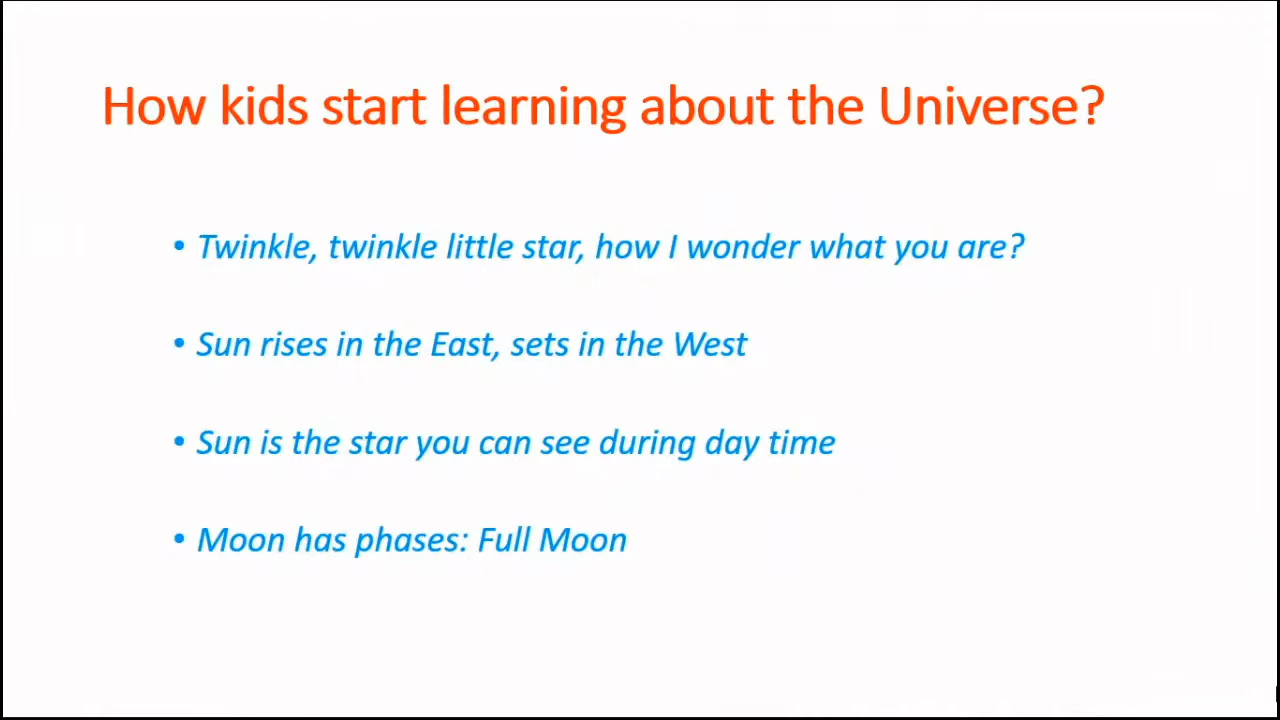 How kids start learning about the Universe?
• Twinkle, twinkle little star, how I wonder what you are?
• Sun rises in the East, sets in the West
• Sun is the star you can see during day time
• Moon has phases: Full Moon